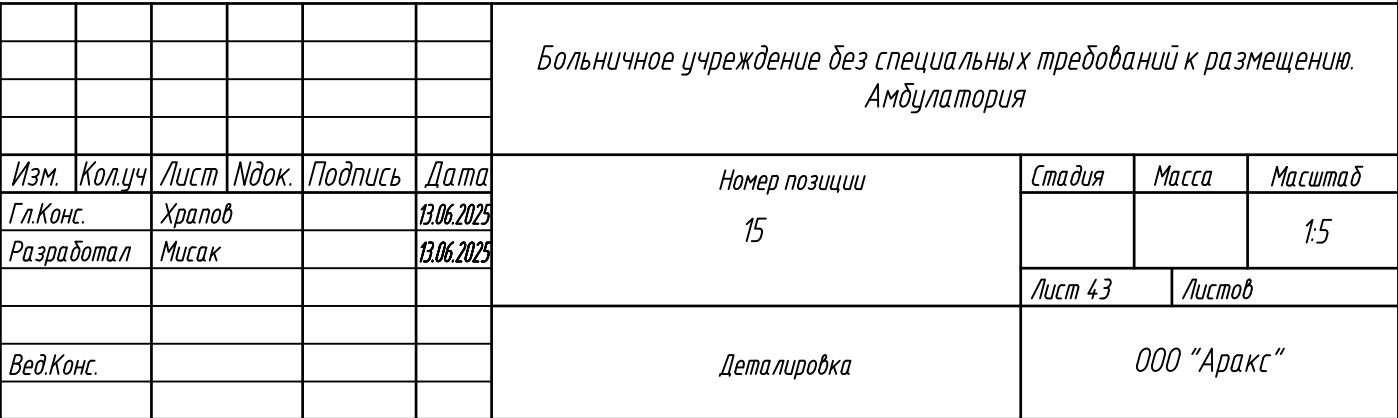 Больничное учреждение без специальных требований к размещению.
Амбулатория
Изм. Кол.уч Лист Nдок. Подпись Дата
Гл.Конс. Храпов 13.06.2025
Разработал Мисак 13.06.2025
Вед.Конс.
Номер позиции
15
Стадия Масса Масштаб
1:5
Лист 43 Листов
Деталировка
ООО "Аракс"